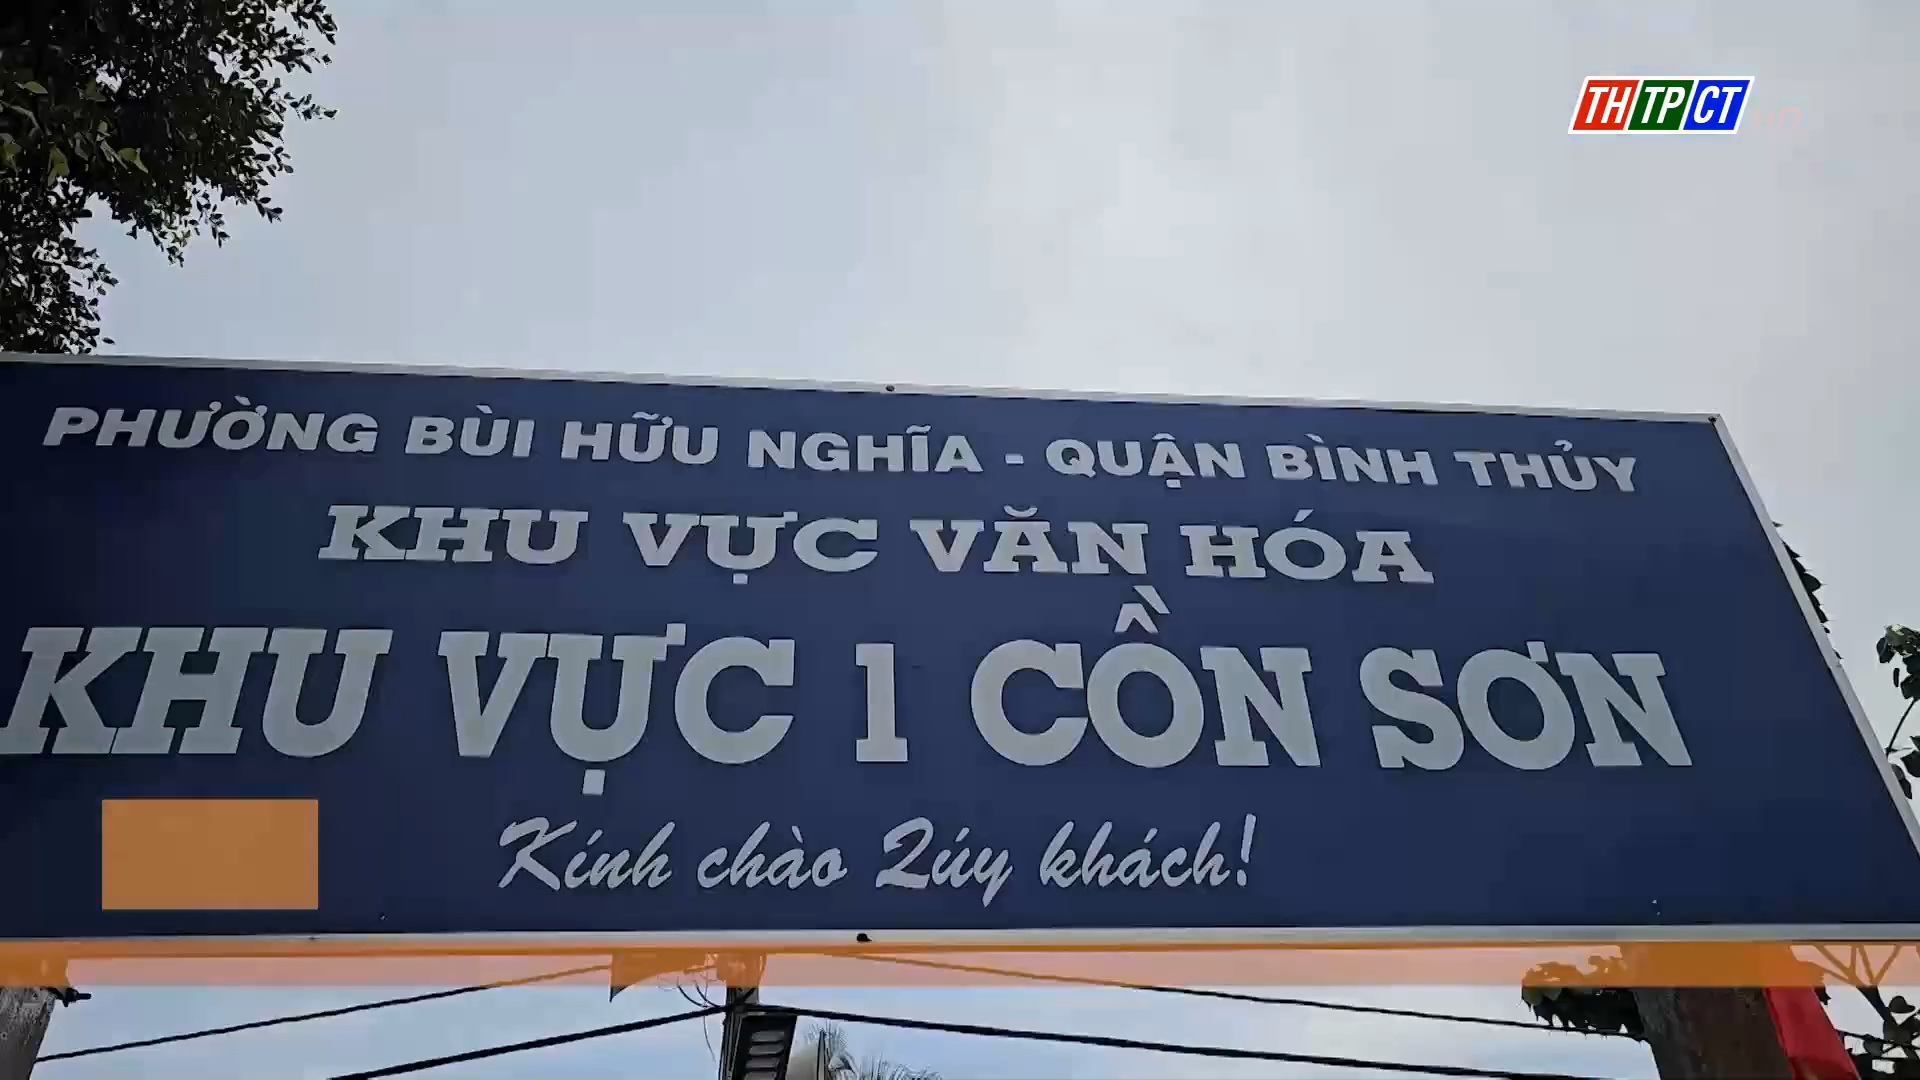 THTPCT HD
PHƯỜNG BÙI HỮU NGHĨA - QUẬN BÌNH THỦY
KHU VỰC VĂN HÓA
KHU VỰC 1 CỒN SƠN
Kính chào Qúy khách!